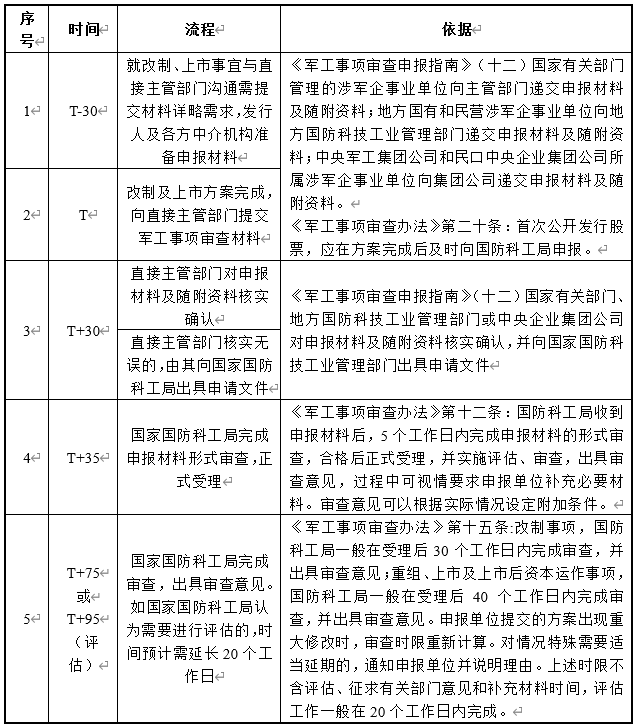 序
号
时间
流程
依据
1
T-30
就改制、上市事宜与直
接主管部门沟通需提
交材料详略需求，发行
人及各方中介机构准
备申报材料
《军工事项审查申报指南》（十二）国家有关部门
管理的涉军企事业单位向主管部门递交申报材料
及随附资料；地方国有和民营涉军企业单位向地
方国防科技工业管理部门递交申报材料及随附资
料；中央军工集团公司和民口中央企业集团公司所
属涉军企事业单位向集团公司递交申报材料及随
附资料。
《军工事项审查办法》第二十条：首次公开发行股
票，应在方案完成后及时向国防科工局申报。
2
T
改制及上市方案完成，
向直接主管部门提交
军工事项审查材料
3
T+30
直接主管部门对申报
材料及随附资料核实
确认
直接主管部门核实无
误的，由其向国家国防
科工局出具申请文件
《军工事项审查申报指南》（十二）国家有关部门、
地方国防科技工业管理部门或中央企业集团公司
对申报材料及随附资料核实确认，并向国家国防科
技工业管理部门出具申请文件
4
T+35
国家国防科工局完成
申报材料形式审查，正
式受理
《军工事项审查办法》第十二条：国防科工局收到
申报材料后，5 个工作日内完成申报材料的形式审
查，合格后正式受理，并实施评估、审查，出具审
查意见，过程中可视情要求申报单位补充必要材
料。审查意见可以根据实际情况设定附加条件。
5
T+75
或
T+95
（评
估）
国家国防科工局完成
审查，出具审查意见。
如国家国防科工局认
为需要进行评估的，时
间预计需延长 20 个工
作日
《军工事项审查办法》第十五条:改制事项，国防
科工局一般在受理后 30 个工作日内完成审查，并
出具审查意见；重组、上市及上市后资本运作事项，
国防科工局一般在受理后 40 个工作日内完成审
查，并出具审查意见。申报单位提交的方案出现重
大修改时，审查时限重新计算。对情况特殊需要适
当延期的，通知申报单位并说明理由。上述时限不
含评估、征求有关部门意见和补充材料时间，评估
工作一般在 20 个工作日内完成。